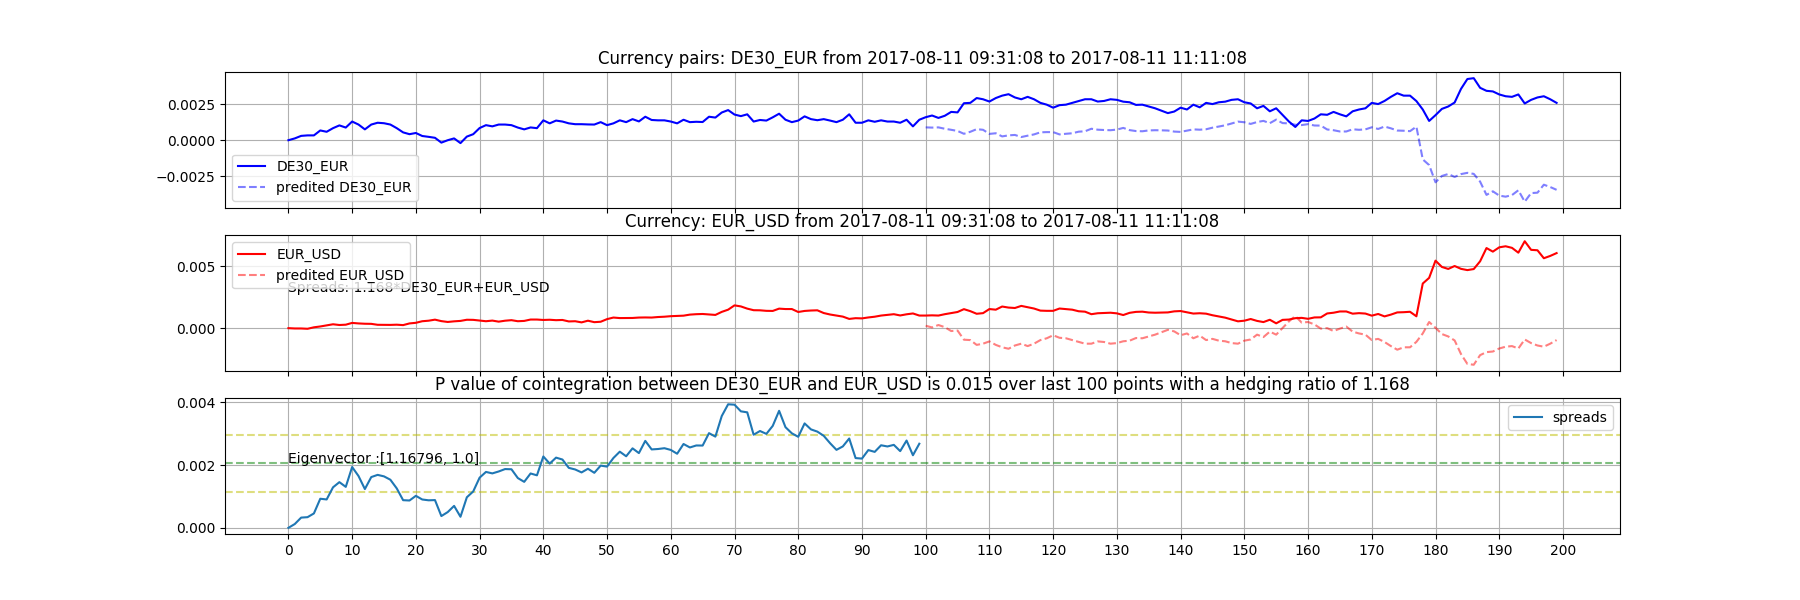 Currency pairs: DE30_EUR from 2017-08-11 09:31:08 to 2017-08-11 11:11:08
0.0025
0.0000
−0.0025
DE30_EUR
predited DE30_EUR
Currency: EUR_USD from 2017-08-11 09:31:08 to 2017-08-11 11:11:08
0.005
0.000
EUR_USD
predited EUR_USD
Spreads: 1.168*DE30_EUR+EUR_USD
P value of cointegration between DE30_EUR and EUR_USD is 0.015 over last 100 points with a hedging ratio of 1.168
0.004
0.002
0.000
spreads
Eigenvector :[1.16796, 1.0]
0 10 20 30 40 50 60 70 80 90 100 110 120 130 140 150 160 170 180 190 200